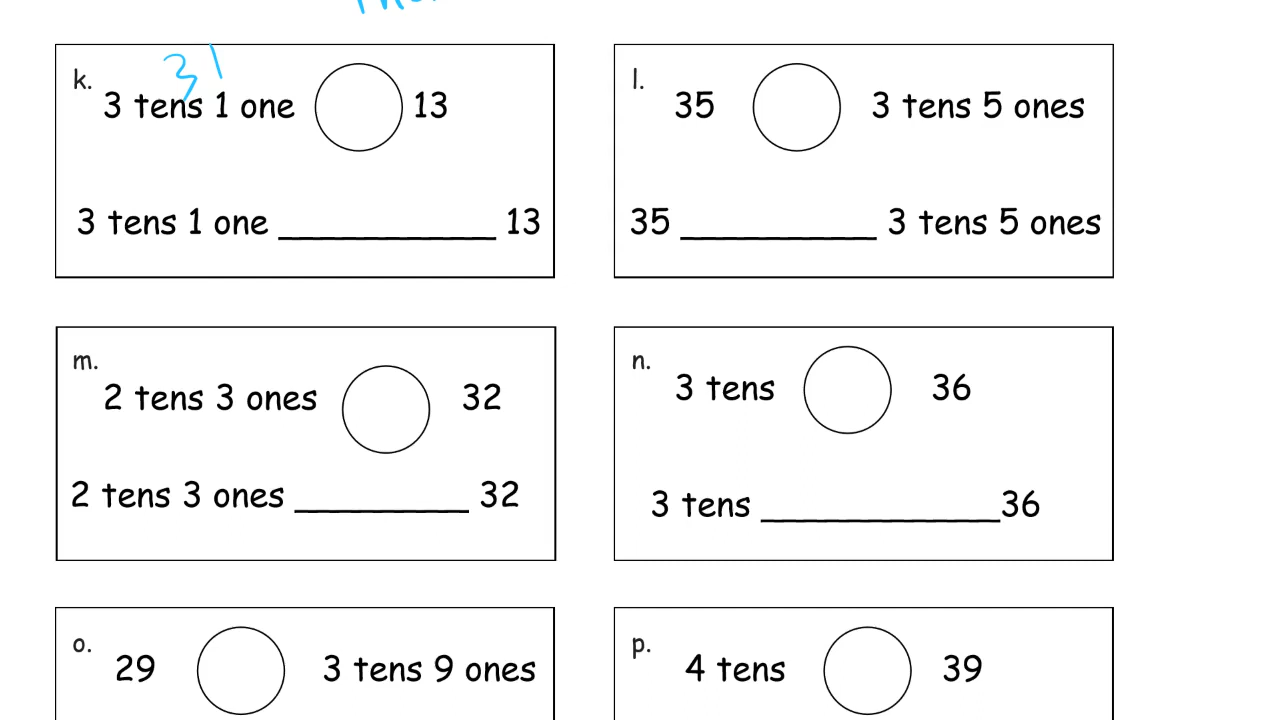 31
k. 3 tens 1 one 13
3 tens 1 one ___________ 13
l. 35 3 tens 5 ones
35 __________ 3 tens 5 ones
m. 2 tens 3 ones 32
2 tens 3 ones _________ 32
n. 3 tens 36
3 tens ____________36
o. 29 3 tens 9 ones
p. 4 tens 39